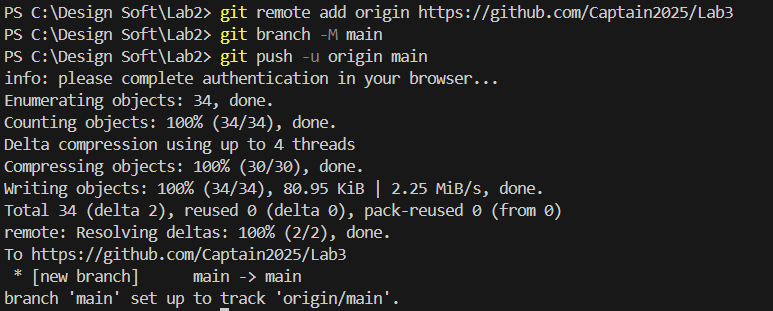 PS C:\Design Soft\Lab2> git remote add origin https://github.com/Captain2025/Lab3
PS C:\Design Soft\Lab2> git branch -M main
PS C:\Design Soft\Lab2> git push -u origin main
info: please complete authentication in your browser...
Enumerating objects: 34, done.
Counting objects: 100% (34/34), done.
Delta compression using up to 4 threads
Compressing objects: 100% (30/30), done.
Writing objects: 100% (34/34), 80.95 KiB | 2.25 MiB/s, done.
Total 34 (delta 2), reused 0 (delta 0), pack-reused 0 (from 0)
remote: Resolving deltas: 100% (2/2), done.
To https://github.com/Captain2025/Lab3
 * [new branch]      main -> main
branch 'main' set up to track 'origin/main'.